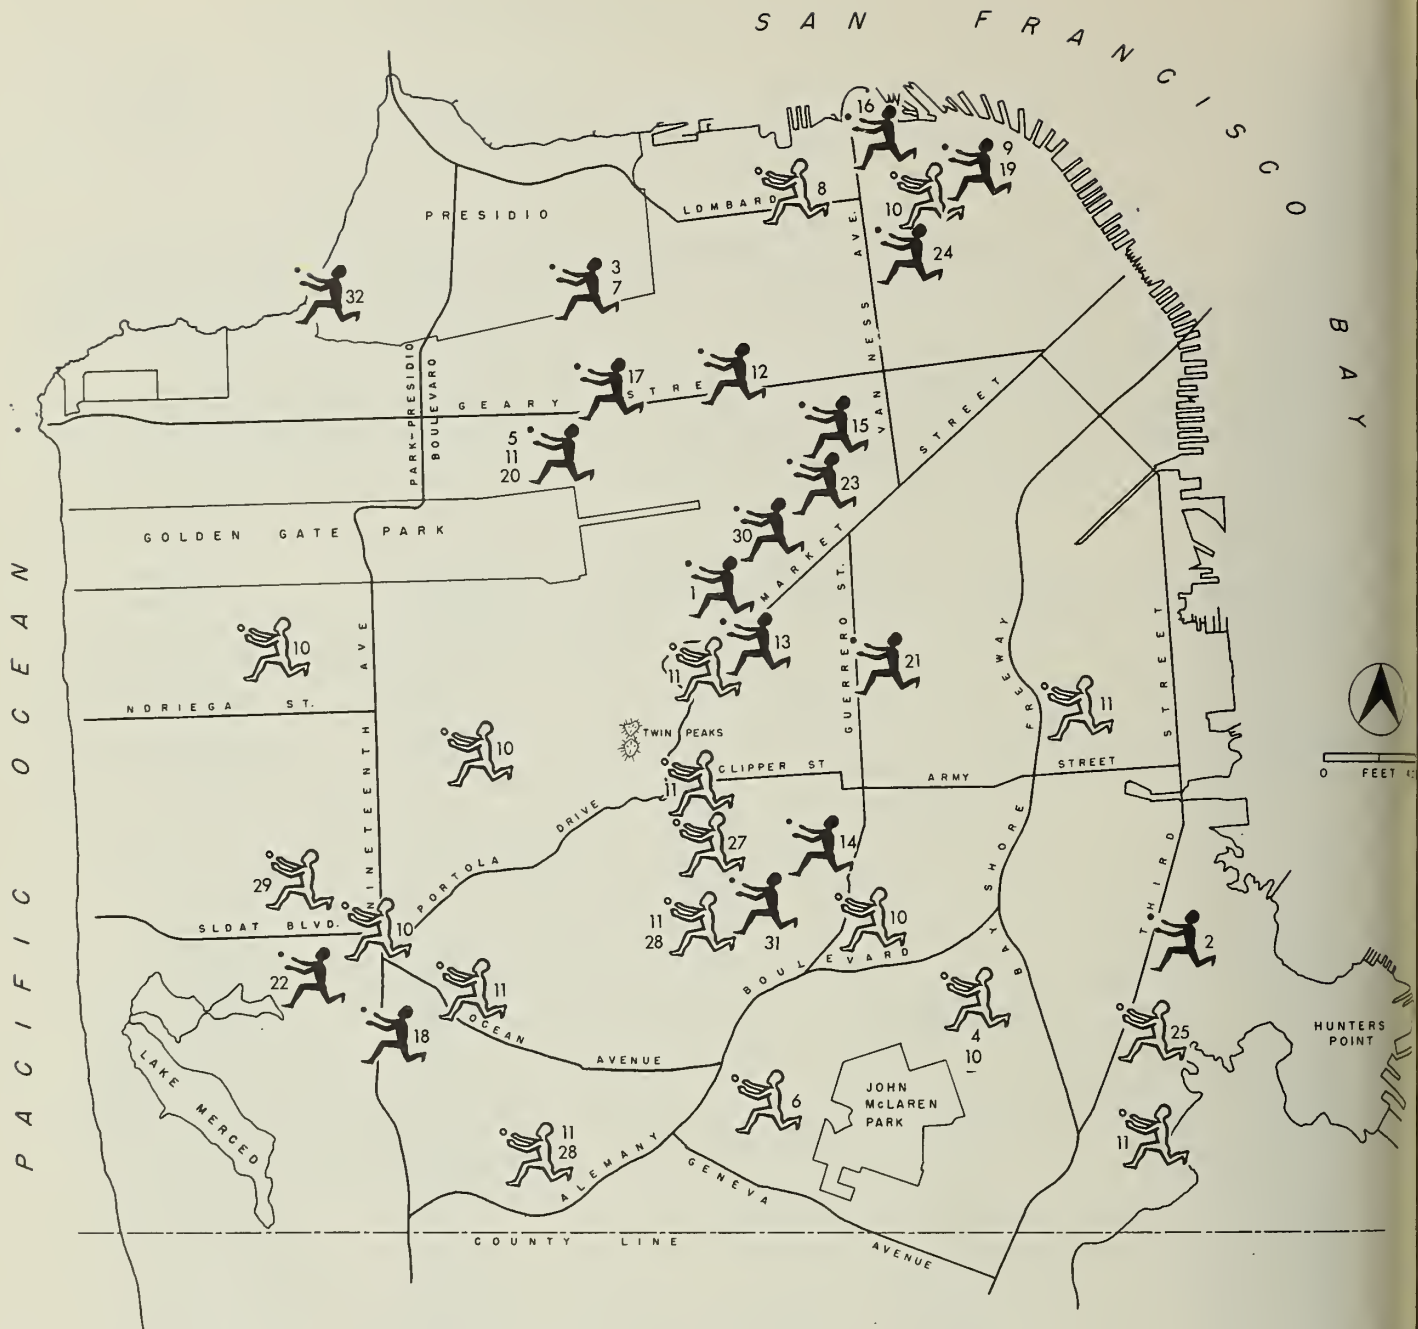 SAN FRANCISCO BAY
16
9
19
8
10
LOMBARD
PRESIDIO
VAN NESS AVE.
24
3
7
32
PARK-PRESIDIO
BOULEVARD
17
12
GEARY STRE
15
MARKET STREET
5
11
20
23
GOLDEN GATE PARK
30
PACIFIC OCEAN
1
10
13
11
GUERRERO ST.
21
FREEWAY
11
THIRD STREET
NINETEENTH AVE
NORIEGA ST.
TWIN PEAKS
10
CLIPPER ST
ARMY STREET
0 FEET
11
PORTOLA DRIVE
27
14
BAY SHORE
29
SLOAT BLVD.
10
11
28
31
10
2
BOULEVARD
22
11
4
10
18
OCEAN AVENUE
25
HUNTERS
POINT
LAKE MERCED
6
JOHN
McLAREN
PARK
11
28
11
ALEMANY
GENEVA AVENUE
COUNTY LINE